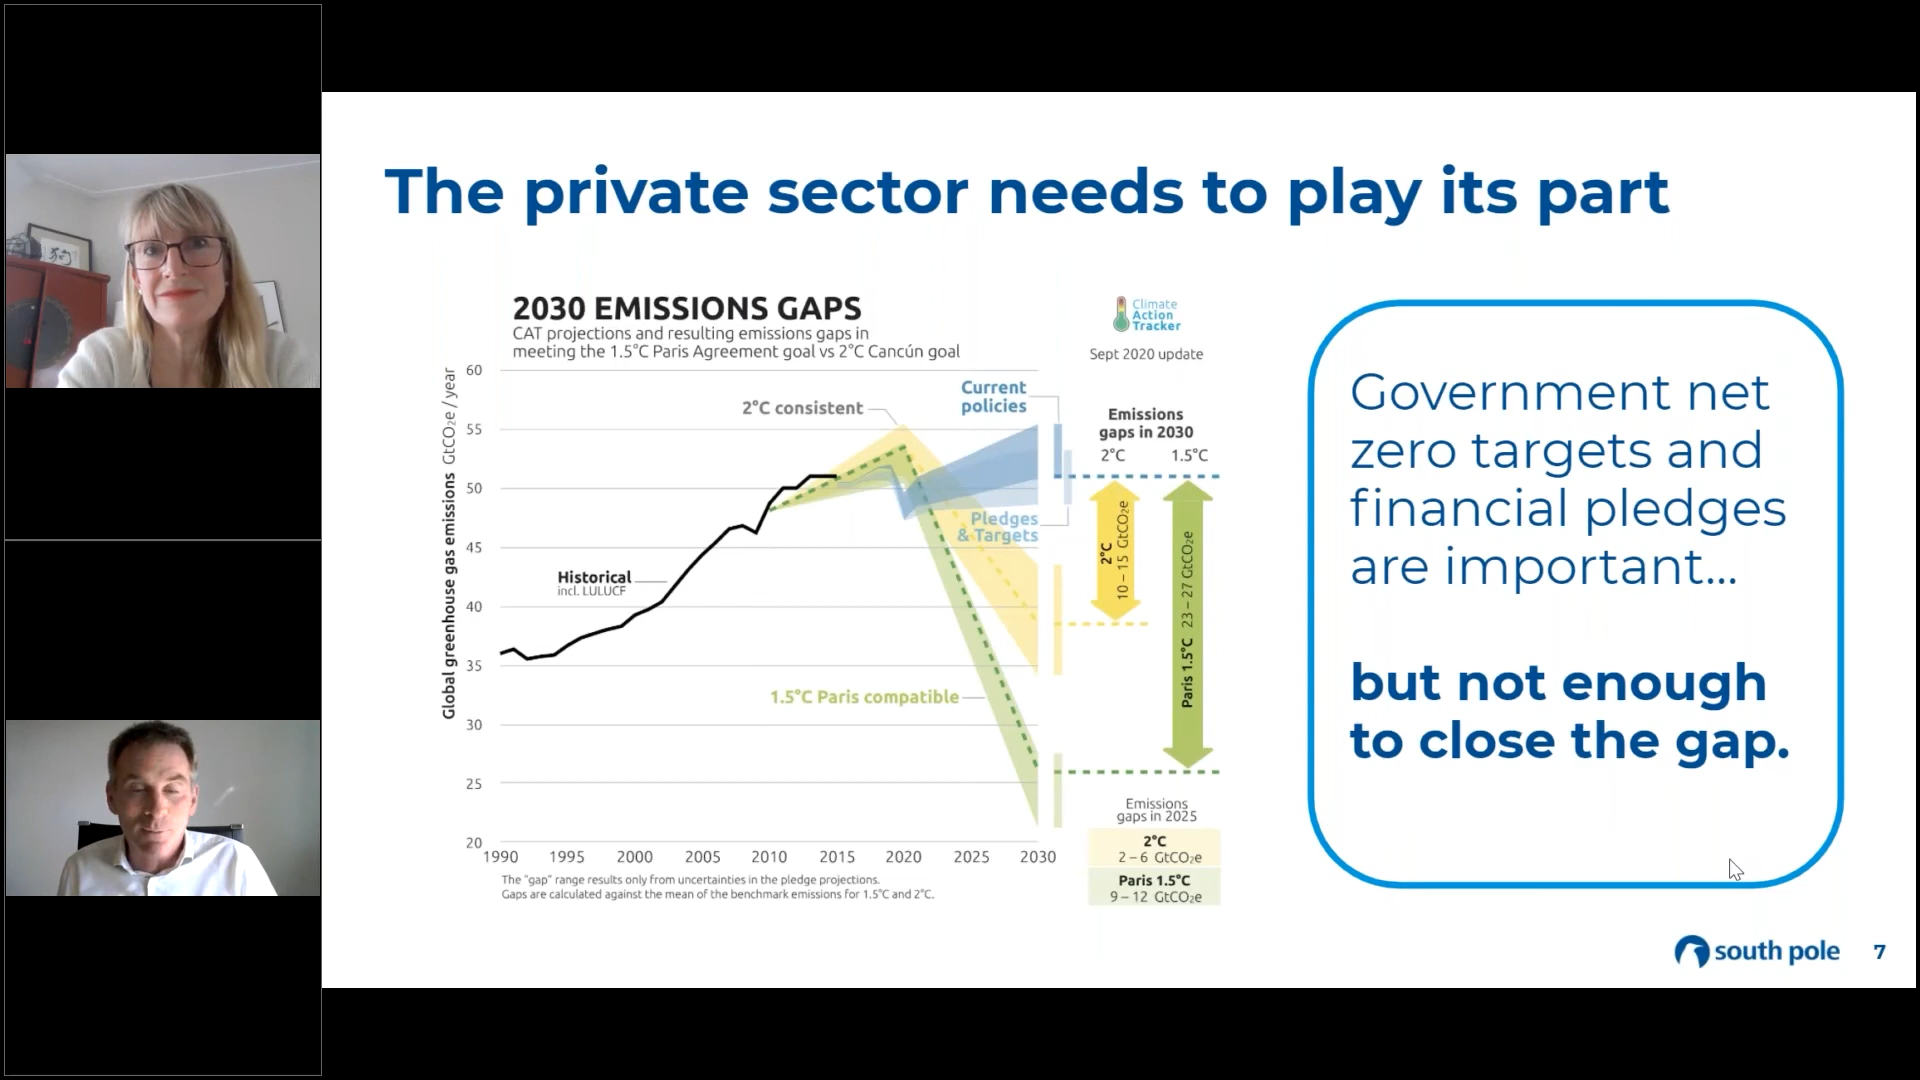 The private sector needs to play its part
2030 EMISSIONS GAPS
CAT projections and resulting emissions gaps in
meeting the 1.5°C Paris Agreement goal vs 2°C Cancún goal
Climate
Action
Tracker
Sept 2020 update
Global greenhouse gas emissions GtCO₂e / year
60
55
50
45
40
35
30
25
20
1990
1995
2000
2005
2010
2015
2020
2025
2030
2°C consistent
Current
policies
Pledges
& Targets
Historical
incl. LULUCF
1.5°C Paris compatible
Emissions
gaps in 2030
2°C
1.5°C
2°C
10 – 15 GtCO₂e
Paris 1.5°C 23 – 27 GtCO₂e
Emissions
gaps in 2025
2°C
2 – 6 GtCO₂e
Paris 1.5°C
9 – 12 GtCO₂e
The "gap" range results only from uncertainties in the pledge projections.
Gaps are calculated against the mean of the benchmark emissions for 1.5°C and 2°C.
Government net
zero targets and
financial pledges
are important...
but not enough
to close the gap.
south pole
7